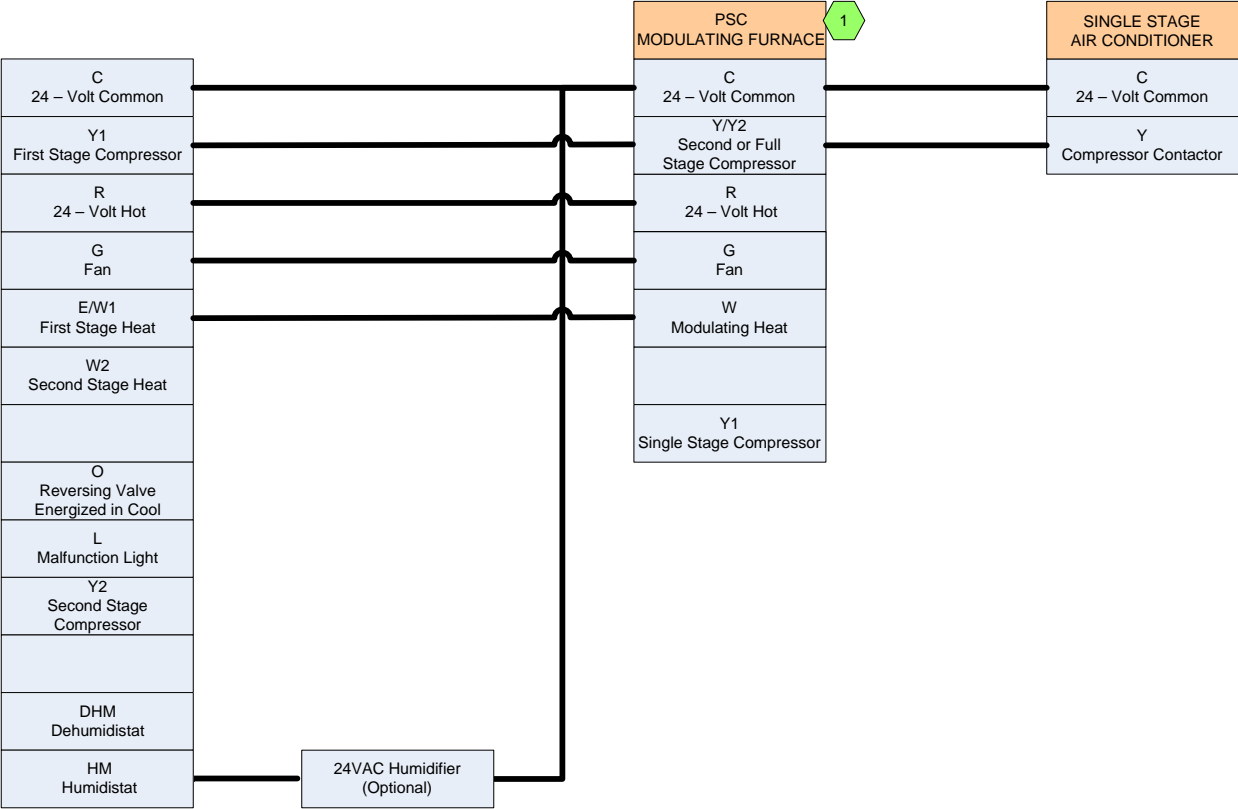 PSC
MODULATING FURNACE
1
SINGLE STAGE
AIR CONDITIONER
C
24 – Volt Common
Y1
First Stage Compressor
R
24 – Volt Hot
G
Fan
E/W1
First Stage Heat
W2
Second Stage Heat
O
Reversing Valve
Energized in Cool
L
Malfunction Light
Y2
Second Stage
Compressor
DHM
Dehumidistat
HM
Humidistat
24VAC Humidifier
(Optional)
C
24 – Volt Common
Y/Y2
Second or Full
Stage Compressor
R
24 – Volt Hot
G
Fan
W
Modulating Heat
Y1
Single Stage Compressor
C
24 – Volt Common
Y
Compressor Contactor